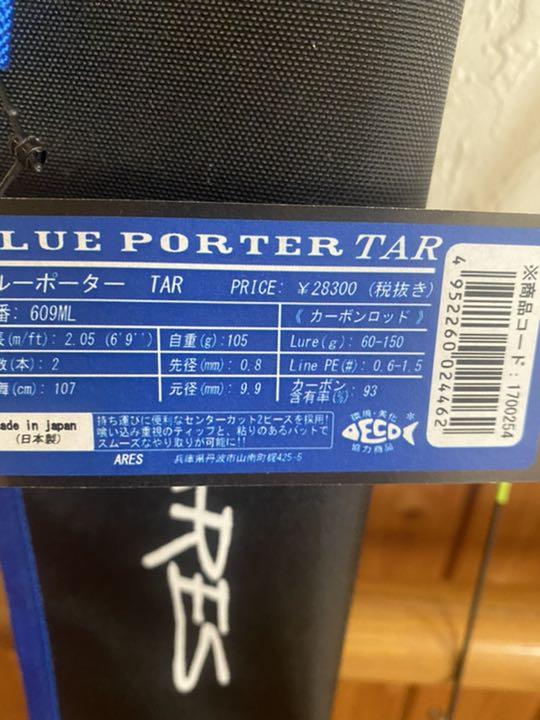 LUE PORTER TAR
ルーポーター TAR PRICE: ¥28300 (税抜き)
番: 609ML 《 カーボンロッド 》
(m/ft): 2.05 (6'9'') 自重(g):105 Lure(g): 60-150
数(本): 2 先径(mm): 0.8 Line PE(#): 0.6-1.5
(cm): 107 元径(mm): 9.9 カーボン含有率(%): 93
made in japan
(日本製)
持ち運びに便利なセンターカット2ピースを採用!
喰い込み重視のティップと、粘りのあるバットで
スムーズなやり取りが可能に!!
ARES 兵庫県丹波市山南町梶425-5
環境・美化
DECO
協力商品
4952260024462
※商品コード:1700254
ARES